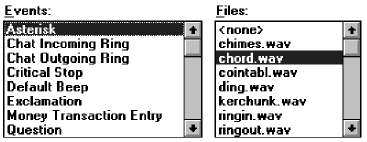 Events:
Asterisk
Chat Incoming Ring
Chat Outgoing Ring
Critical Stop
Default Beep
Exclamation
Money Transaction Entry
Question
Files:
<none>
chimes.wav
chord.wav
cointabl.wav
ding.wav
kerchunk.wav
ringin.wav
ringout.wav